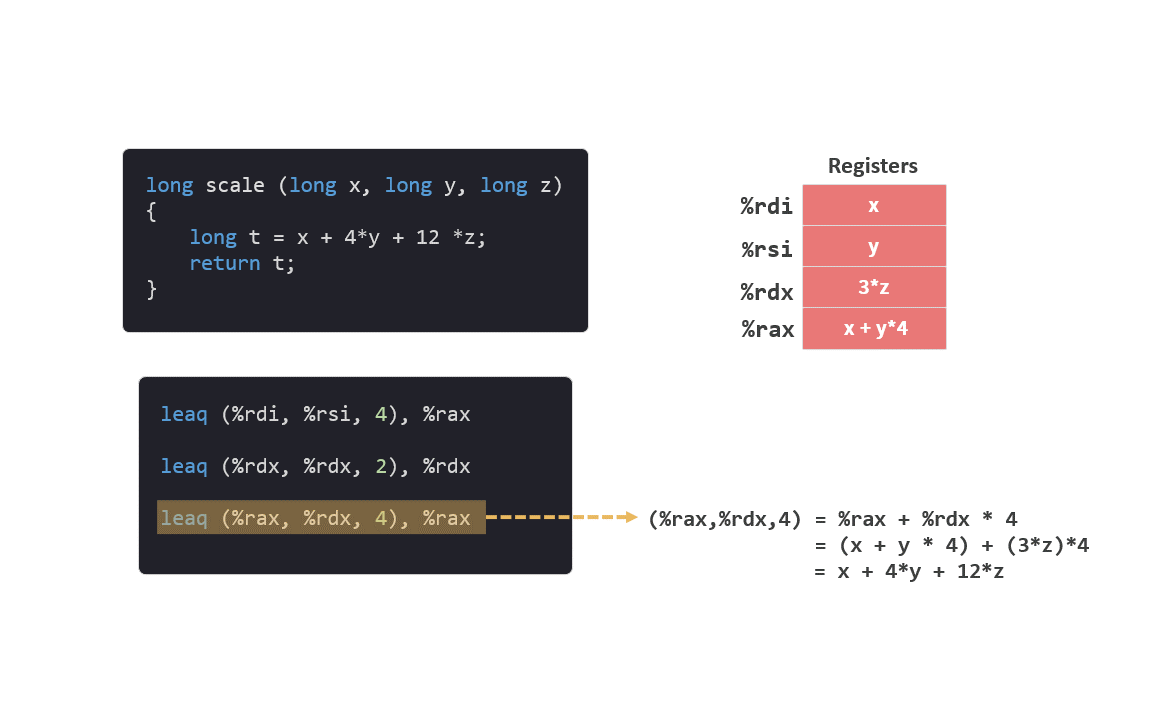 long scale (long x, long y, long z)
{
long t = x + 4*y + 12 *z;
return t;
}
Registers
%rdi x
%rsi y
%rdx 3*z
%rax x + y*4
leaq (%rdi, %rsi, 4), %rax
leaq (%rdx, %rdx, 2), %rdx
leaq (%rax, %rdx, 4), %rax
(%rax,%rdx,4) = %rax + %rdx * 4
= (x + y * 4) + (3*z)*4
= x + 4*y + 12*z